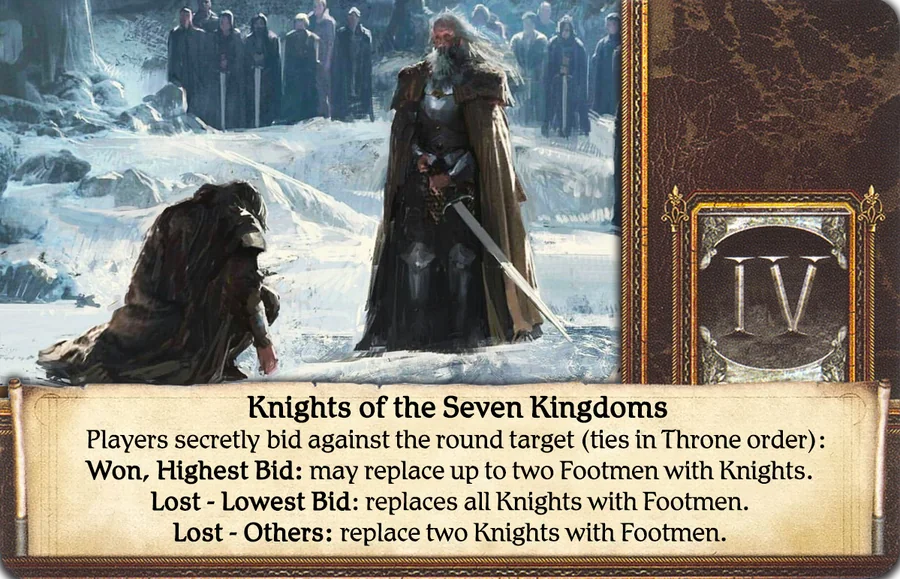 IV
Knights of the Seven Kingdoms
Players secretly bid against the round target (ties in Throne order):
Won, Highest Bid: may replace up to two Footmen with Knights.
Lost - Lowest Bid: replaces all Knights with Footmen.
Lost - Others: replace two Knights with Footmen.